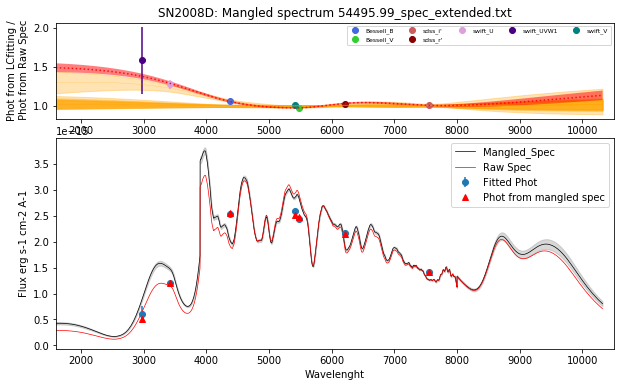 SN2008D: Mangled spectrum 54495.99_spec_extended.txt
Phot from LCfitting /
Phot from Raw Spec
2.0
1.5
1.0
Bessell_B
Bessell_V
sdss_i'
sdss_r'
swift_U
swift_UVW1
swift_V
2000 3000 4000 5000 6000 7000 8000 9000 10000
Flux erg s-1 cm-2 A-1
3.5
3.0
2.5
2.0
1.5
1.0
0.5
0.0
Mangled_Spec
Raw Spec
Fitted Phot
Phot from mangled spec
2000 3000 4000 5000 6000 7000 8000 9000 10000
Wavelenght